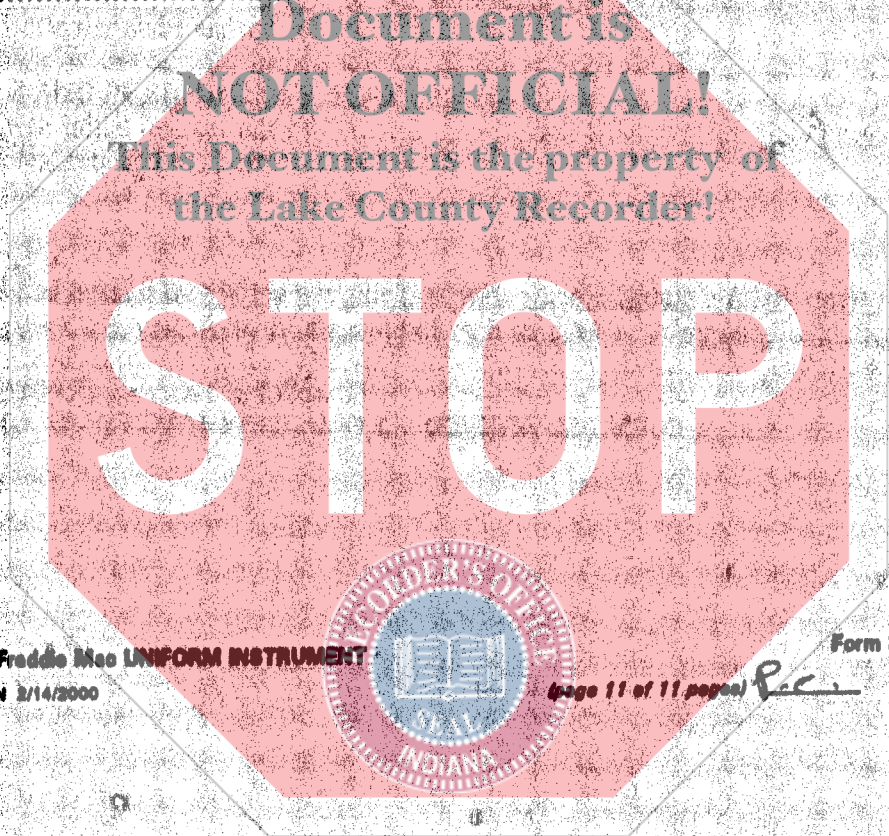 Document is
NOT OFFICIAL!
This Document is the property of
the Lake County Recorder!
STOP
RECORDER'S OFFICE
SEAL
INDIANA
Freddie Mac UNIFORM INSTRUMENT
Form
2/14/2000
(page 11 of 11 pages) P.C.